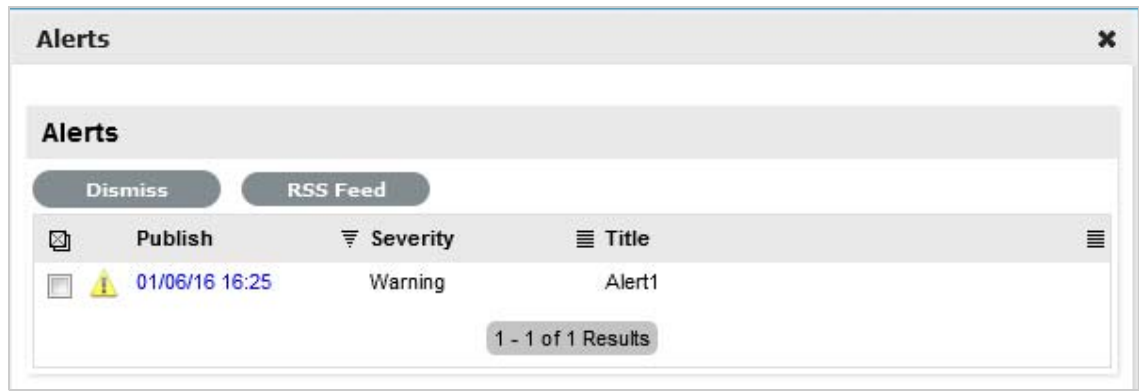 Alerts
Alerts
Dismiss RSS Feed
Publish Severity Title
01/06/16 16:25 Warning Alert1
1 - 1 of 1 Results